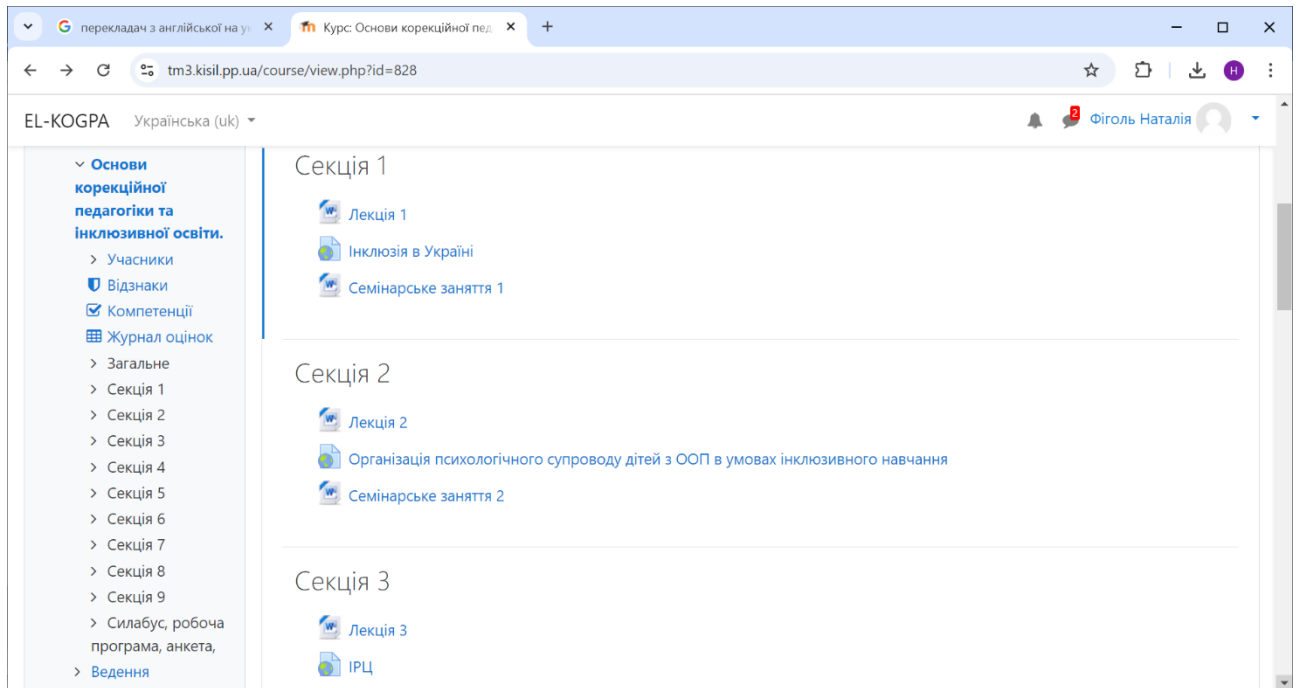 перекладач з англійської на у
Курс: Основи корекційної пед
tm3.kisil.pp.ua/course/view.php?id=828
H
EL-KOGPA Українська (uk)
2 Фіголь Наталія
Основи
корекційної
педагогіки та
інклюзивної освіти.
Учасники
Відзнаки
Компетенції
Журнал оцінок
Загальне
Секція 1
Секція 2
Секція 3
Секція 4
Секція 5
Секція 6
Секція 7
Секція 8
Секція 9
Силабус, робоча
програма, анкета,
Ведення
Секція 1
Лекція 1
Інклюзія в Україні
Семінарське заняття 1
Секція 2
Лекція 2
Організація психологічного супроводу дітей з ООП в умовах інклюзивного навчання
Семінарське заняття 2
Секція 3
Лекція 3
ІРЦ